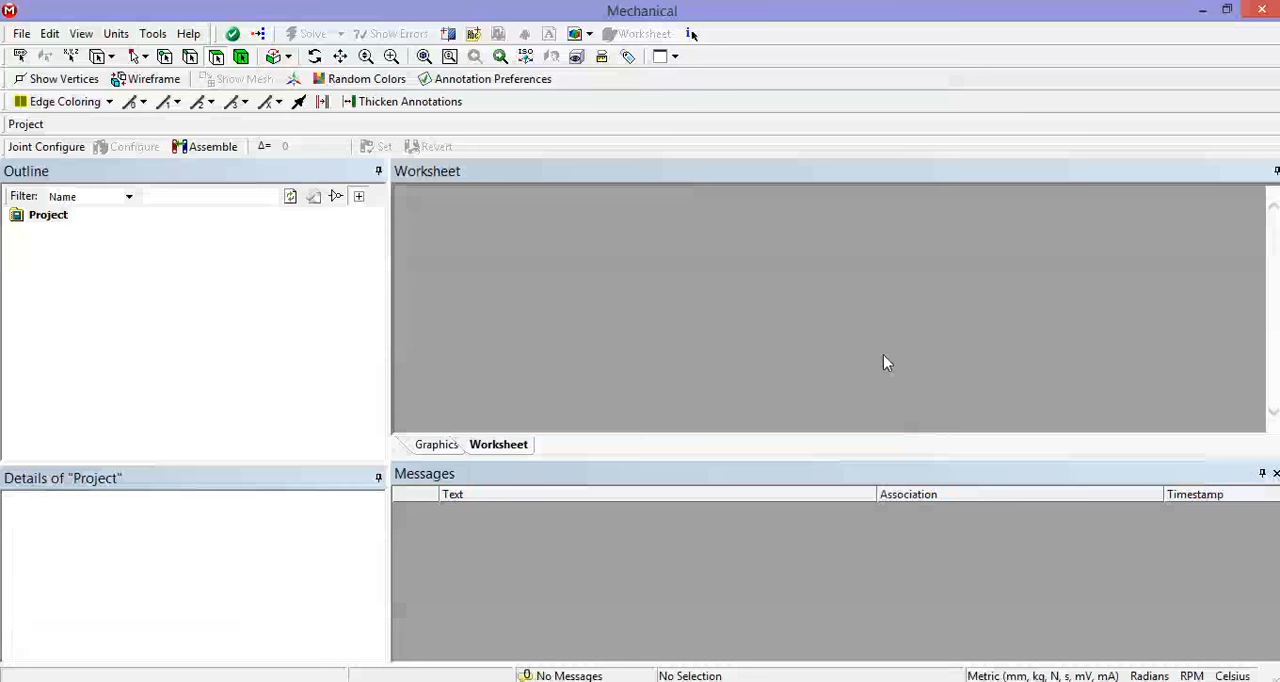 Mechanical
File Edit View Units Tools Help Solve Show Errors Worksheet
Show Vertices Wireframe Show Mesh Random Colors Annotation Preferences
Edge Coloring Thicken Annotations
Project
Joint Configure Configure Assemble Δ= 0 Set Revert
Outline
Filter: Name
Project
Details of "Project"
Worksheet
Graphics Worksheet
Messages
Text Association Timestamp
0 No Messages No Selection Metric (mm, kg, N, s, mV, mA) Radians RPM Celsius